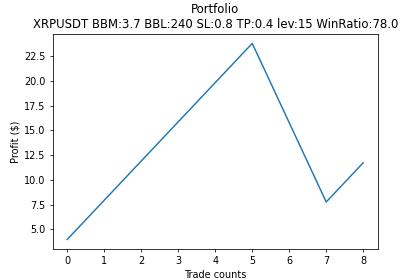 Portfolio
XRPUSDT BBM:3.7 BBL:240 SL:0.8 TP:0.4 lev:15 WinRatio:78.0
22.5
20.0
17.5
15.0
12.5
10.0
7.5
5.0
Profit ($)
0 1 2 3 4 5 6 7 8
Trade counts